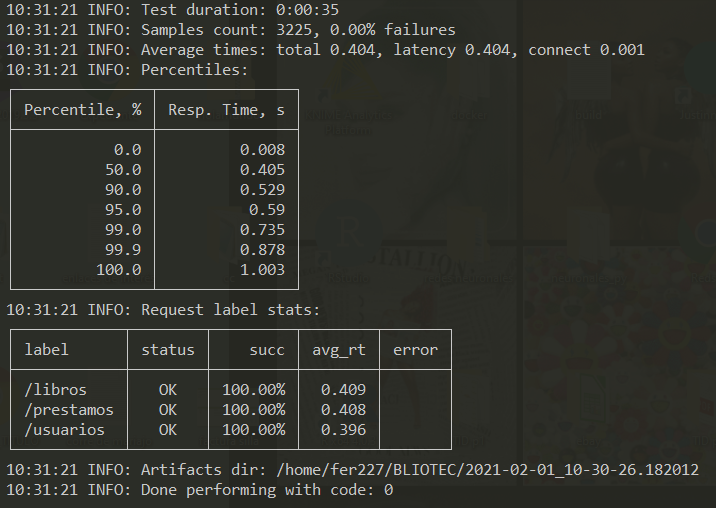 10:31:21 INFO: Test duration: 0:00:35
10:31:21 INFO: Samples count: 3225, 0.00% failures
10:31:21 INFO: Average times: total 0.404, latency 0.404, connect 0.001
10:31:21 INFO: Percentiles:
Percentile, % Resp. Time, s
0.0 0.008
50.0 0.405
90.0 0.529
95.0 0.59
99.0 0.735
99.9 0.878
100.0 1.003
10:31:21 INFO: Request label stats:
label status succ avg_rt error
/libros OK 100.00% 0.409
/prestamos OK 100.00% 0.408
/usuarios OK 100.00% 0.396
10:31:21 INFO: Artifacts dir: /home/fer227/BLIOTEC/2021-02-01_10-30-26.182012
10:31:21 INFO: Done performing with code: 0